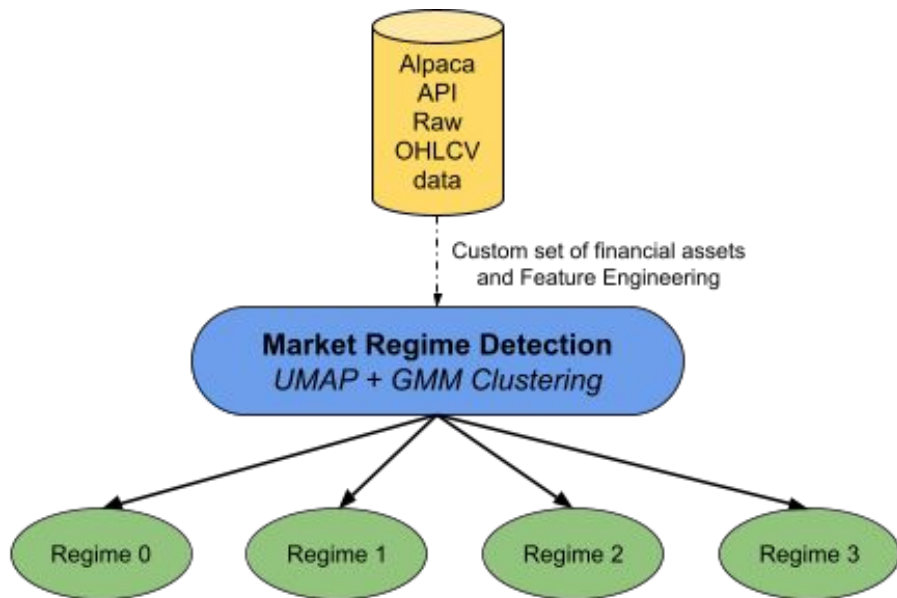 Alpaca
API
Raw
OHLCV
data
Custom set of financial assets
and Feature Engineering
Market Regime Detection
UMAP + GMM Clustering
Regime 0
Regime 1
Regime 2
Regime 3